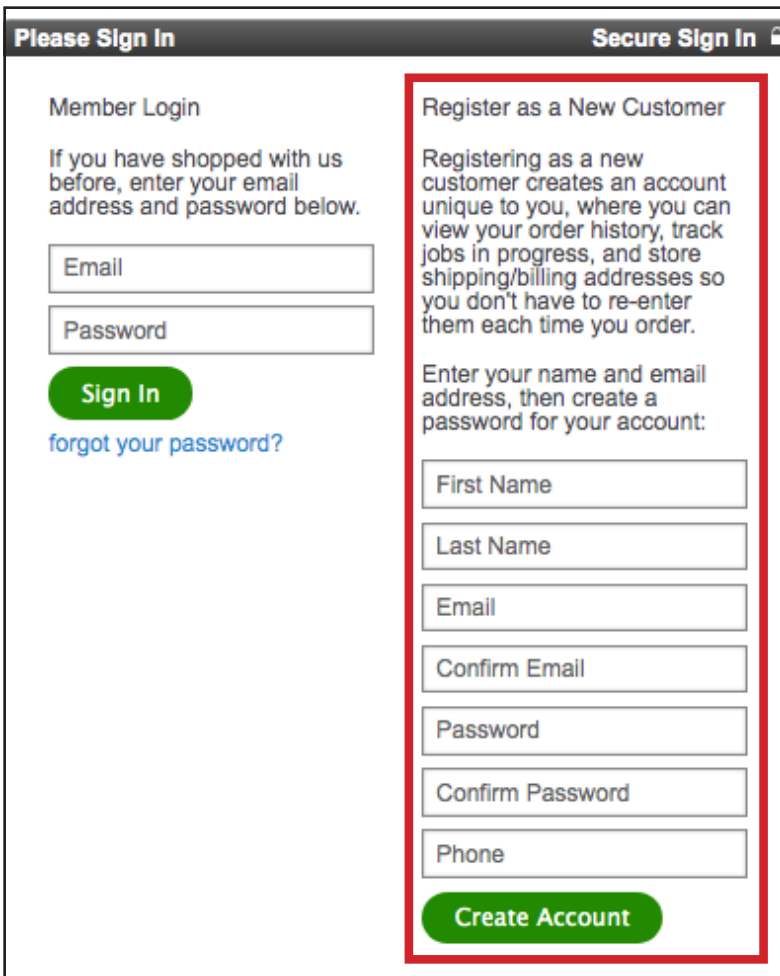 Please Sign In
Secure Sign In
Member Login
If you have shopped with us
before, enter your email
address and password below.
Email
Password
Sign In
forgot your password?
Register as a New Customer
Registering as a new
customer creates an account
unique to you, where you can
view your order history, track
jobs in progress, and store
shipping/billing addresses so
you don't have to re-enter
them each time you order.
Enter your name and email
address, then create a
password for your account:
First Name
Last Name
Email
Confirm Email
Password
Confirm Password
Phone
Create Account